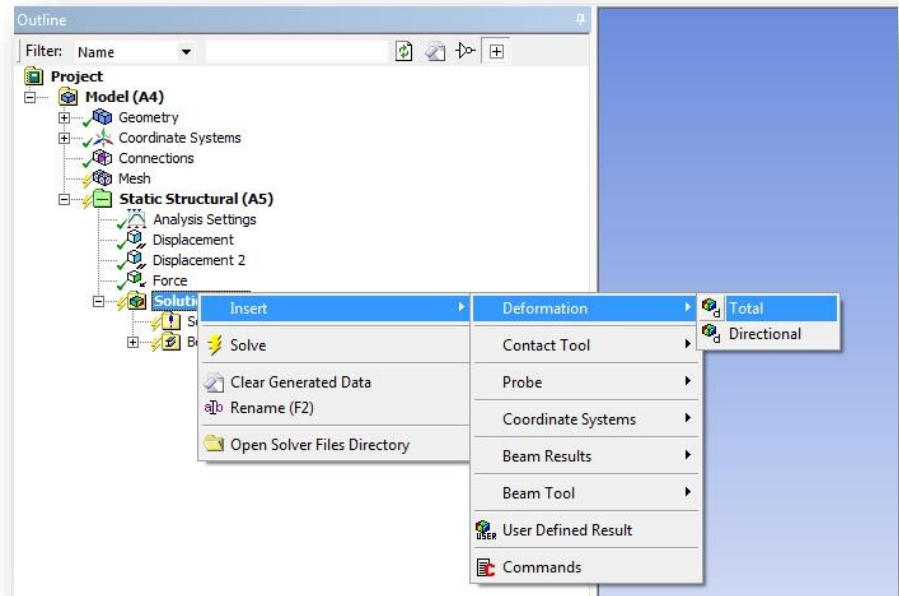 Outline
Filter: Name
Project
Model (A4)
Geometry
Coordinate Systems
Connections
Mesh
Static Structural (A5)
Analysis Settings
Displacement
Displacement 2
Force
Insert
Solve
Clear Generated Data
Rename (F2)
Open Solver Files Directory
Deformation
Contact Tool
Probe
Coordinate Systems
Beam Results
Beam Tool
User Defined Result
Commands
Total
Directional